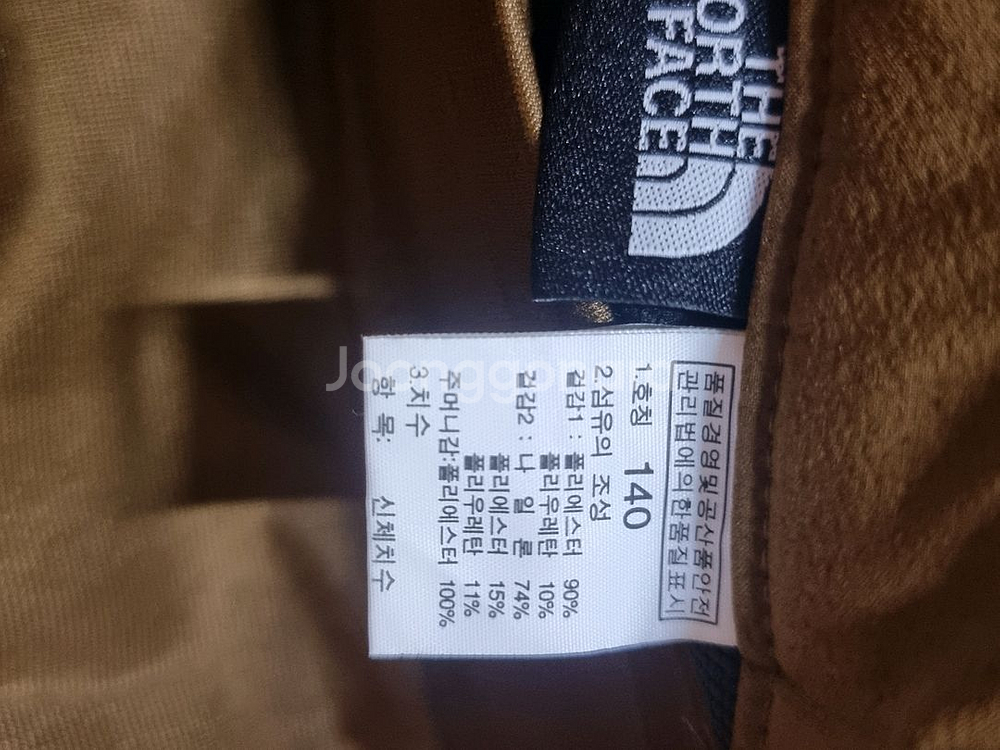 THE
NORTH
FACE
품질경영및공산품안전
관리법에의한품질표시
1.호칭 140
2.섬유의 조성
겉감1 : 폴리에스터 90%
폴리우레탄 10%
겉감2 : 나 일 론 74%
폴리에스터 15%
폴리우레탄 11%
주머니감:폴리에스터 100%
3.치수
항 목: 신체치수